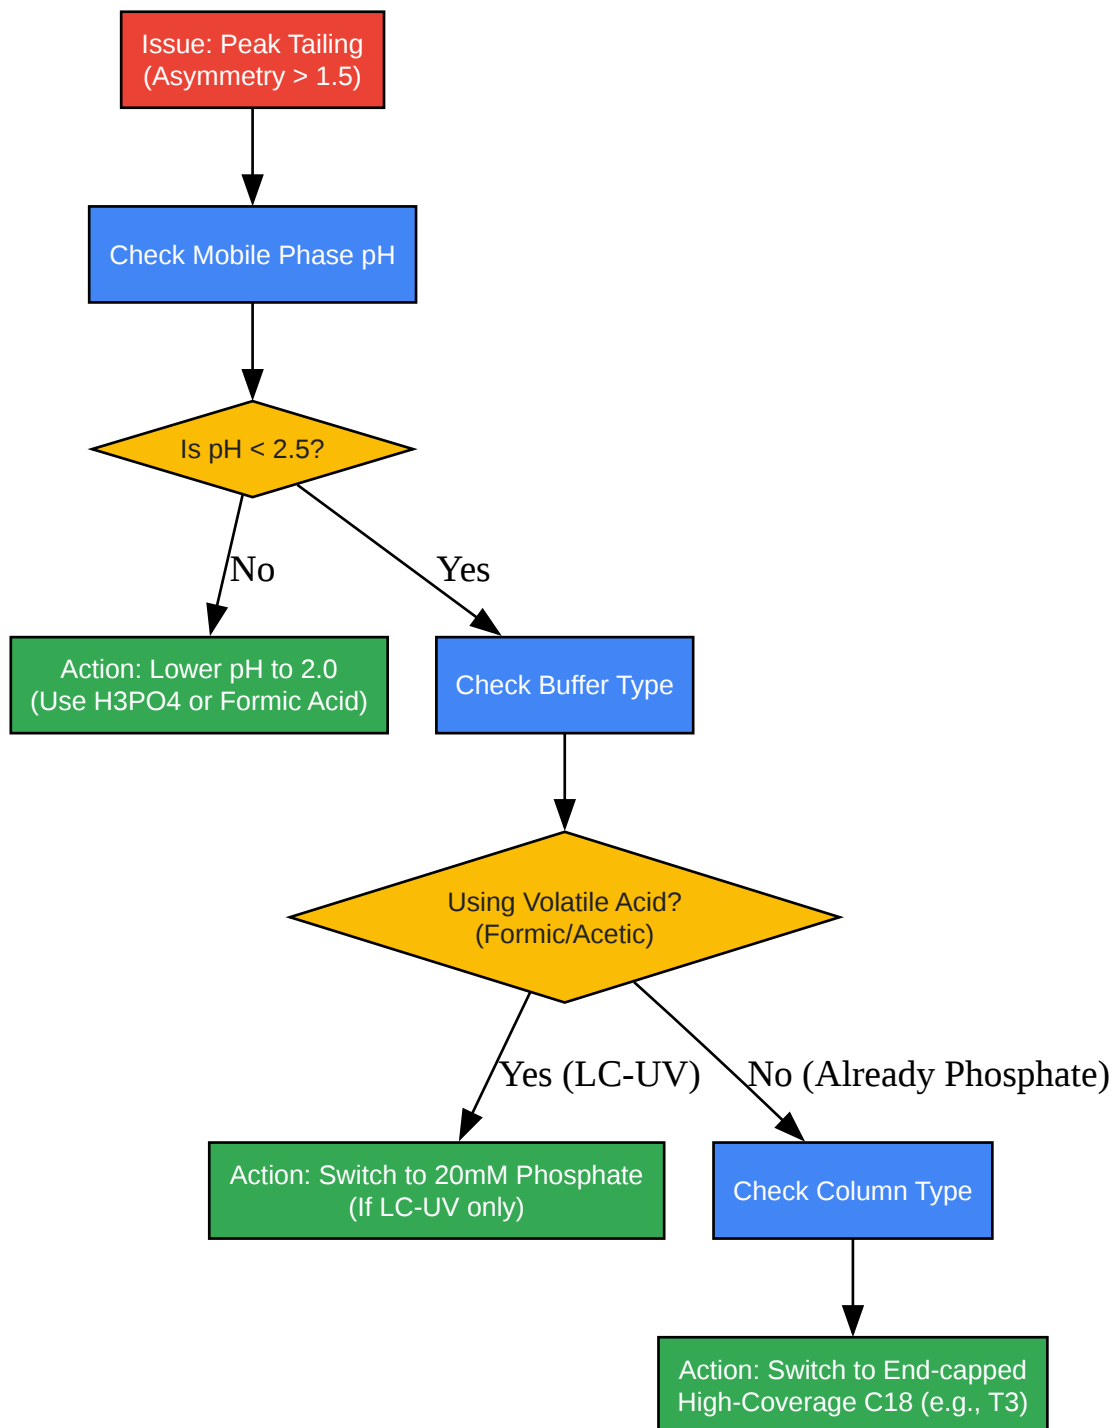 Issue: Peak Tailing
(Asymmetry > 1.5)
Check Mobile Phase pH
Is pH < 2.5?
No
Yes
Action: Lower pH to 2.0
(Use H3PO4 or Formic Acid)
Check Buffer Type
Using Volatile Acid?
(Formic/Acetic)
Yes (LC-UV)
No (Already Phosphate)
Action: Switch to 20mM Phosphate
(If LC-UV only)
Check Column Type
Action: Switch to End-capped
High-Coverage C18 (e.g., T3)